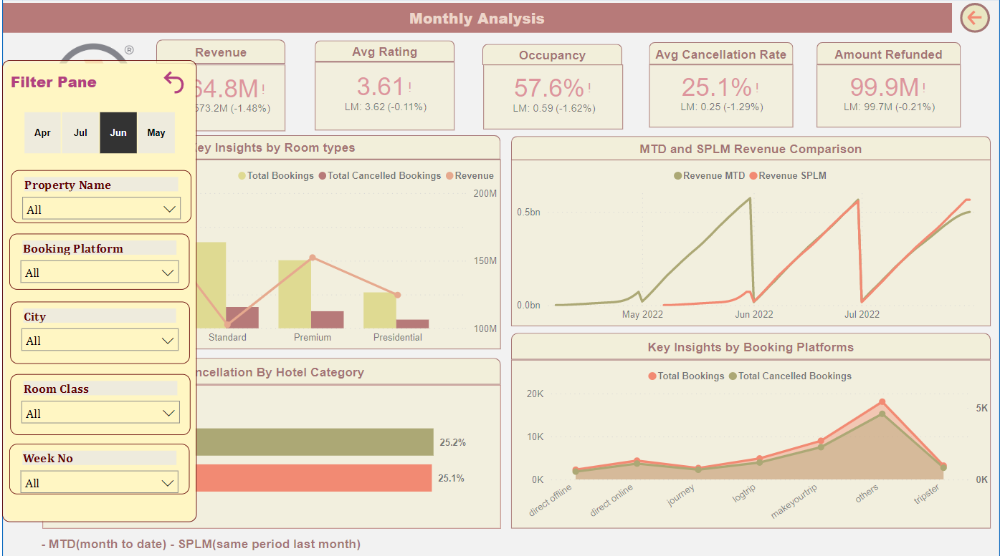 Monthly Analysis
®
Filter Pane
Apr
Jul
Jun
May
Property Name
All
Booking Platform
All
City
All
Room Class
All
Week No
All
Revenue
64.8M!
573.2M (-1.48%)
Avg Rating
3.61!
LM: 3.62 (-0.11%)
Occupancy
57.6%!
LM: 0.59 (-1.62%)
Avg Cancellation Rate
25.1%!
LM: 0.25 (-1.29%)
Amount Refunded
99.9M!
LM: 99.7M (-0.21%)
ey Insights by Room types
Total Bookings Total Cancelled Bookings Revenue
200M
150M
100M
Standard Premium Presidential
MTD and SPLM Revenue Comparison
Revenue MTD Revenue SPLM
0.5bn
0.0bn
May 2022 Jun 2022 Jul 2022
ncellation By Hotel Category
25.2%
25.1%
Key Insights by Booking Platforms
Total Bookings Total Cancelled Bookings
20K
5K
10K
0K
0K
direct offline direct online journey logtrip makeyourtrip others tripster
- MTD(month to date) - SPLM(same period last month)